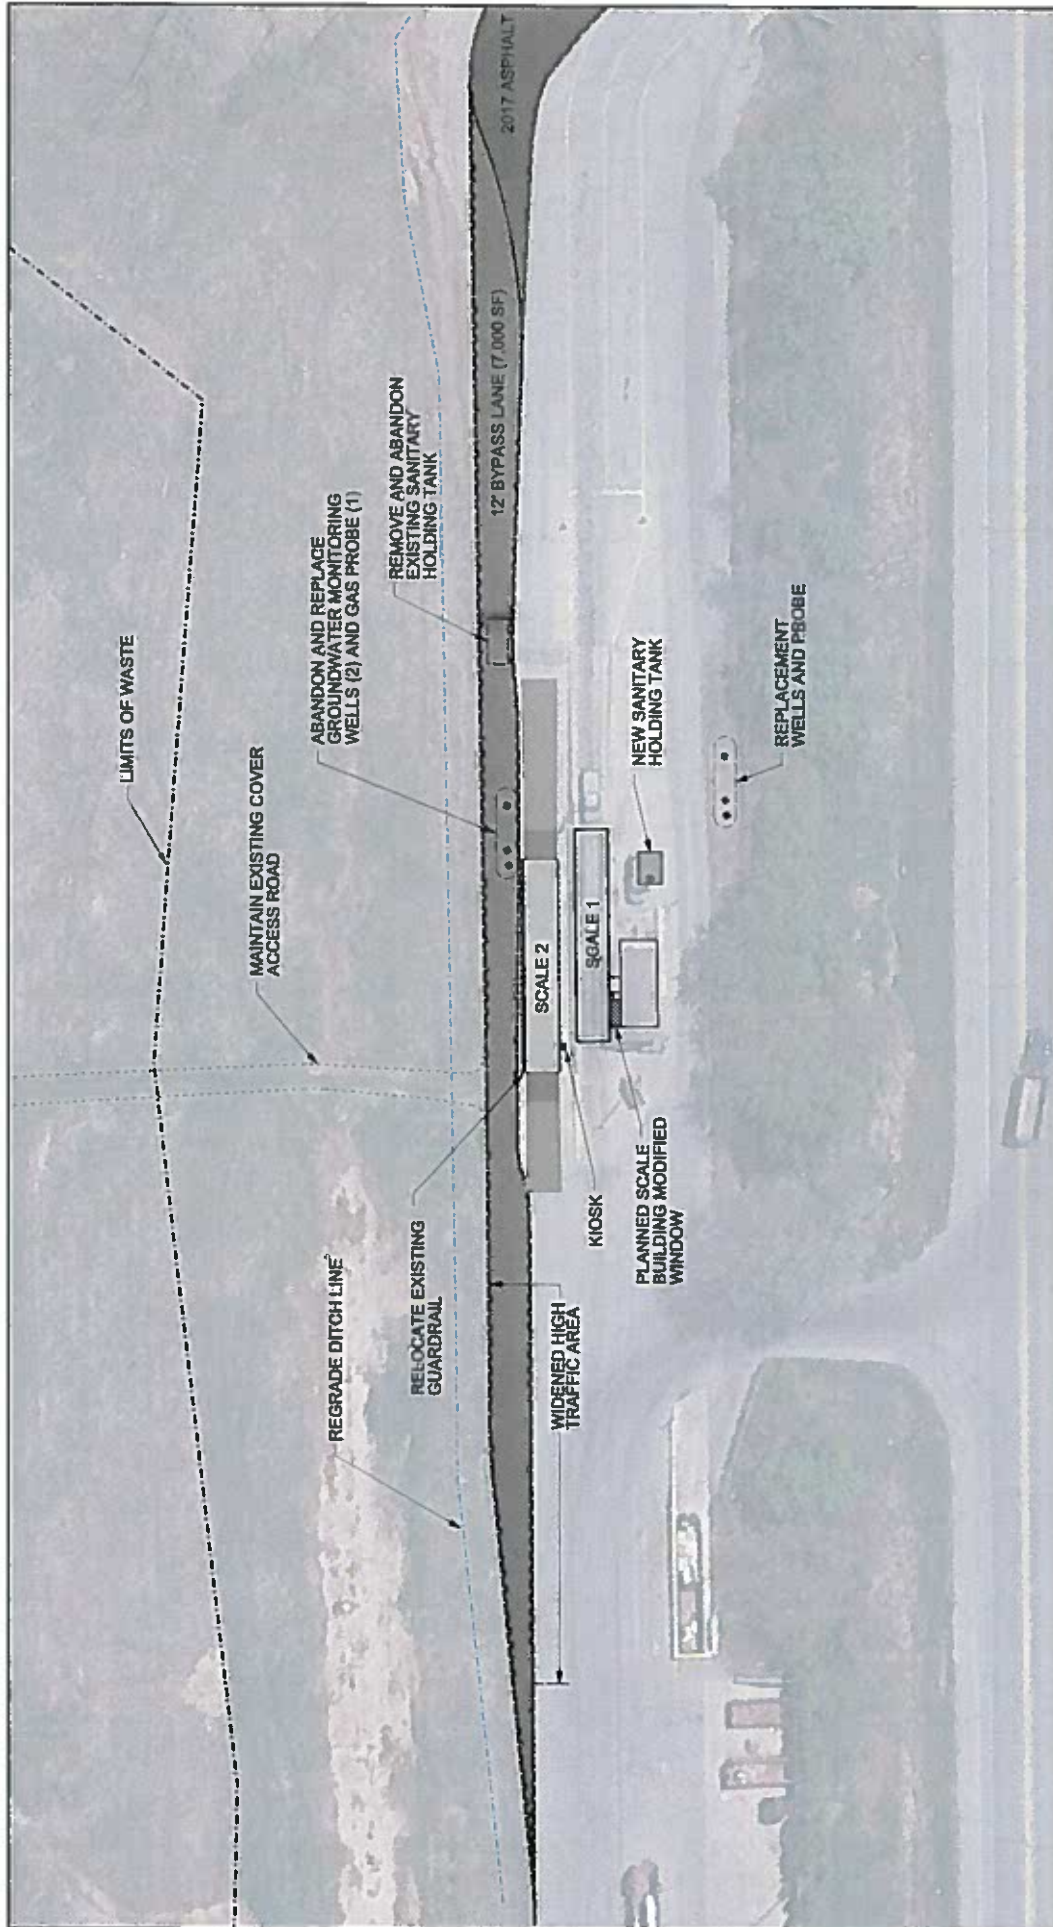 LIMITS OF WASTE
MAINTAIN EXISTING COVER
ACCESS ROAD
ABANDON AND REPLACE
GROUNDWATER MONITORING
WELLS (2) AND GAS PROBE (1)
REMOVE AND ABANDON
EXISTING SANITARY
HOLDING TANK
REGRADE DITCH LINE
RELOCATE EXISTING
GUARDRAIL
12' BYPASS LANE (7,000 SF)
2017 ASPHALT
WIDENED HIGH
TRAFFIC AREA
SCALE 2
SCALE 1
KIOSK
PLANNED SCALE
BUILDING MODIFIED
WINDOW
NEW SANITARY
HOLDING TANK
REPLACEMENT
WELLS AND PROBE